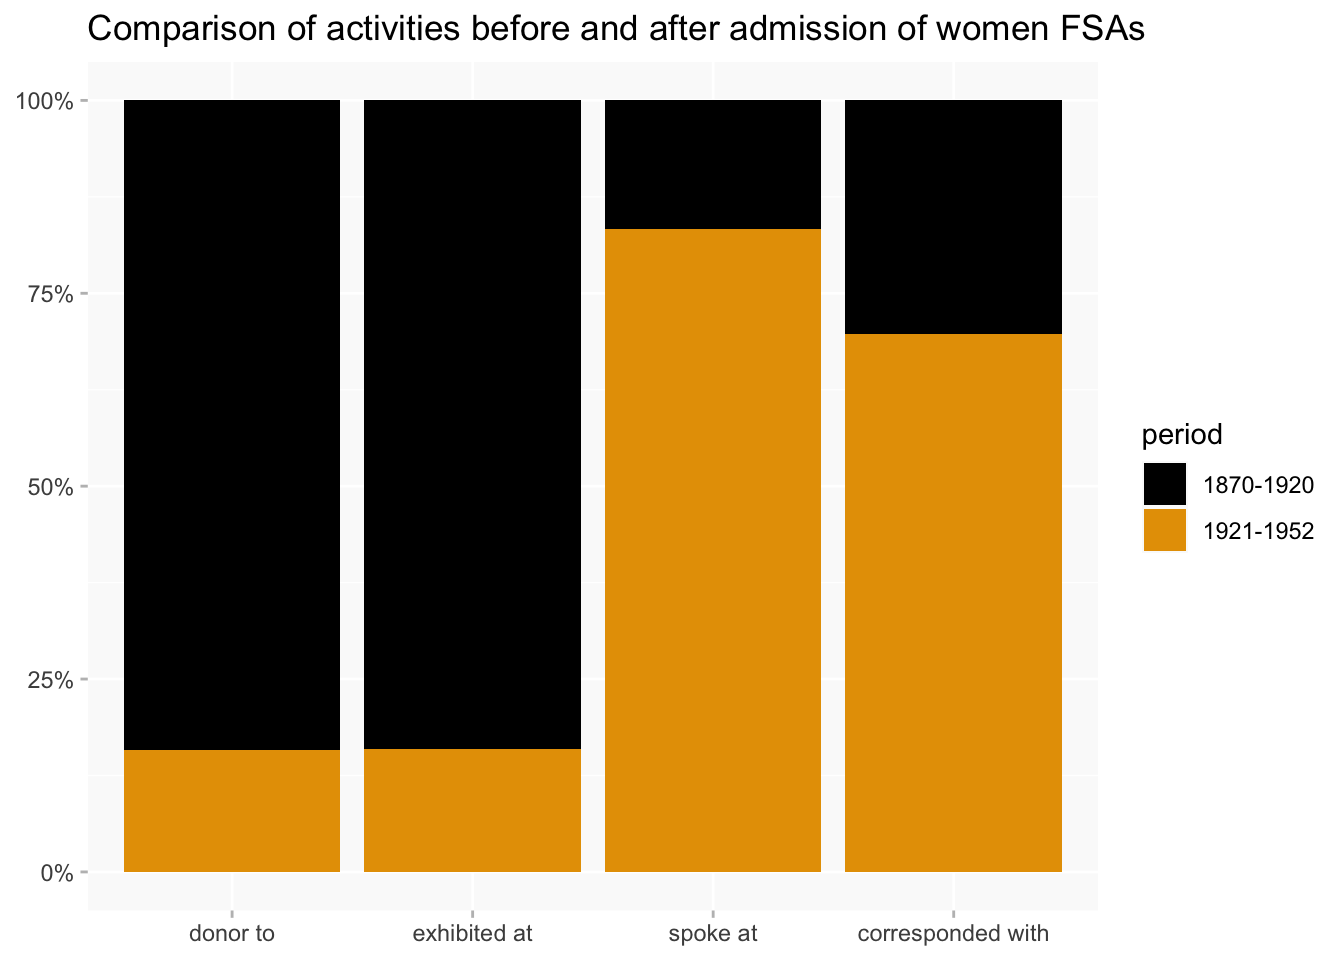 Comparison of activities before and after admission of women FSAs
100%
75%
50%
25%
0%
donor to
exhibited at
spoke at
corresponded with
period
1870-1920
1921-1952